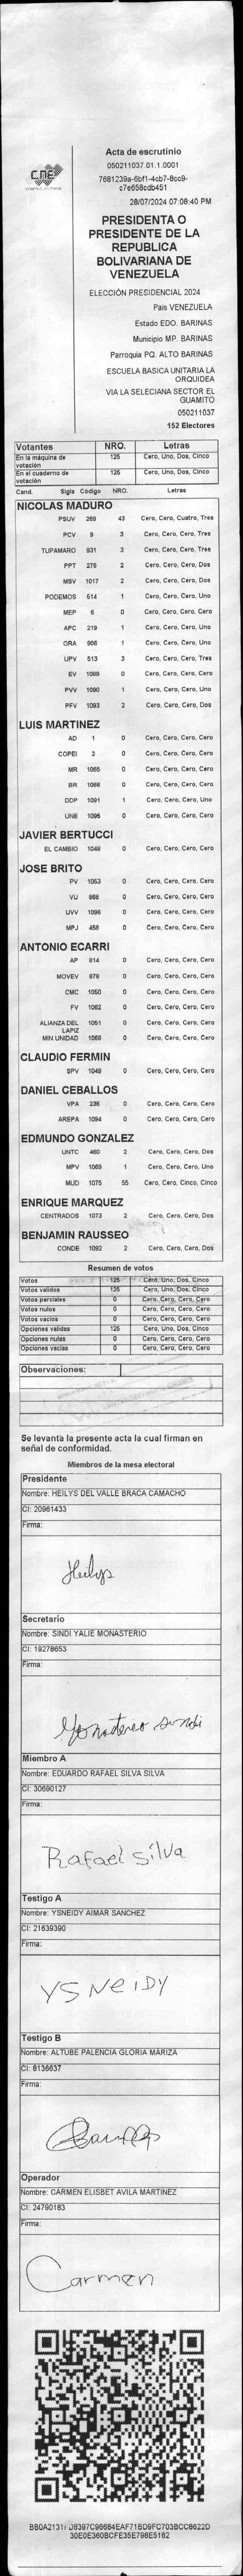 CNE
Acta de escrutinio
050211037.01.1.0001
7681239a-6bf1-4cb7-8cc9-
c7e658cdb451
28/07/2024 07:08:40 PM
PRESIDENTA O
PRESIDENTE DE LA
REPUBLICA
BOLIVARIANA DE
VENEZUELA
ELECCIÓN PRESIDENCIAL 2024
Pais VENEZUELA
Estado EDO. BARINAS
Municipio MP. BARINAS
Parroquia PQ. ALTO BARINAS
ESCUELA BASICA UNITARIA LA
ORQUIDEA
VIA LA SELECIANA SECTOR EL
GUAMITO
050211037
152 Electores
Votantes NRO. Letras
En la máquina de votación 125 Cero, Uno, Dos, Cinco
En el cuaderno de votación 125 Cero, Uno, Dos, Cinco
Cand. Sigla Código NRO. Letras
NICOLAS MADURO
PSUV 269 43 Cero, Cero, Cuatro, Tres
PCV 9 3 Cero, Cero, Cero, Tres
TUPAMARO 931 3 Cero, Cero, Cero, Tres
PPT 276 2 Cero, Cero, Cero, Dos
MSV 1017 2 Cero, Cero, Cero, Dos
PODEMOS 614 1 Cero, Cero, Cero, Uno
MEP 6 0 Cero, Cero, Cero, Cero
APC 219 1 Cero, Cero, Cero, Uno
ORA 906 1 Cero, Cero, Cero, Uno
UPV 513 3 Cero, Cero, Cero, Tres
EV 1089 0 Cero, Cero, Cero, Cero
PVV 1090 1 Cero, Cero, Cero, Uno
PFV 1093 2 Cero, Cero, Cero, Dos
LUIS MARTINEZ
AD 1 0 Cero, Cero, Cero, Cero
COPEI 2 0 Cero, Cero, Cero, Cero
MR 1065 0 Cero, Cero, Cero, Cero
BR 1066 0 Cero, Cero, Cero, Cero
DDP 1091 1 Cero, Cero, Cero, Uno
UNE 1095 0 Cero, Cero, Cero, Cero
JAVIER BERTUCCI
EL CAMBIO 1048 0 Cero, Cero, Cero, Cero
JOSE BRITO
PV 1053 0 Cero, Cero, Cero, Cero
VU 868 0 Cero, Cero, Cero, Cero
UVV 1096 0 Cero, Cero, Cero, Cero
MPJ 458 0 Cero, Cero, Cero, Cero
ANTONIO ECARRI
AP 814 0 Cero, Cero, Cero, Cero
MOVEV 878 0 Cero, Cero, Cero, Cero
CMC 1050 0 Cero, Cero, Cero, Cero
FV 1062 0 Cero, Cero, Cero, Cero
ALIANZA DEL LAPIZ 1051 0 Cero, Cero, Cero, Cero
MIN UNIDAD 1068 0 Cero, Cero, Cero, Cero
CLAUDIO FERMIN
SPV 1049 0 Cero, Cero, Cero, Cero
DANIEL CEBALLOS
VPA 236 0 Cero, Cero, Cero, Cero
AREPA 1094 0 Cero, Cero, Cero, Cero
EDMUNDO GONZALEZ
UNTC 460 2 Cero, Cero, Cero, Dos
MPV 1069 1 Cero, Cero, Cero, Uno
MUD 1075 55 Cero, Cero, Cinco, Cinco
ENRIQUE MARQUEZ
CENTRADOS 1073 2 Cero, Cero, Cero, Dos
BENJAMIN RAUSSEO
CONDE 1092 2 Cero, Cero, Cero, Dos
Resumen de votos
Votos 125 Cero, Uno, Dos, Cinco
Votos validos 125 Cero, Uno, Dos, Cinco
Votos parciales 0 Cero, Cero, Cero, Cero
Votos nulos 0 Cero, Cero, Cero, Cero
Votos vacios 0 Cero, Cero, Cero, Cero
Opciones validas 125 Cero, Uno, Dos, Cinco
Opciones nulas 0 Cero, Cero, Cero, Cero
Opciones vacias 0 Cero, Cero, Cero, Cero
Observaciones:
Se levanta la presente acta la cual firman en
señal de conformidad.
Miembros de la mesa electoral
Presidente
Nombre: HEILYS DEL VALLE BRACA CAMACHO
CI: 20961433
Firma:
Heilys
Secretario
Nombre: SINDI YALIE MONASTERIO
CI: 19278653
Firma:
Monasterio Sindi
Miembro A
Nombre: EDUARDO RAFAEL SILVA SILVA
CI: 30690127
Firma:
Rafael silva
Testigo A
Nombre: YSNEIDY AIMAR SANCHEZ
CI: 21639390
Firma:
YSNeiDY
Testigo B
Nombre: ALTUBE PALENCIA GLORIA MARIZA
CI: 8136637
Firma:
Operador
Nombre: CARMEN ELISBET AVILA MARTINEZ
CI: 24790183
Firma:
Carmen
30E0E360BCFE35E798E5162